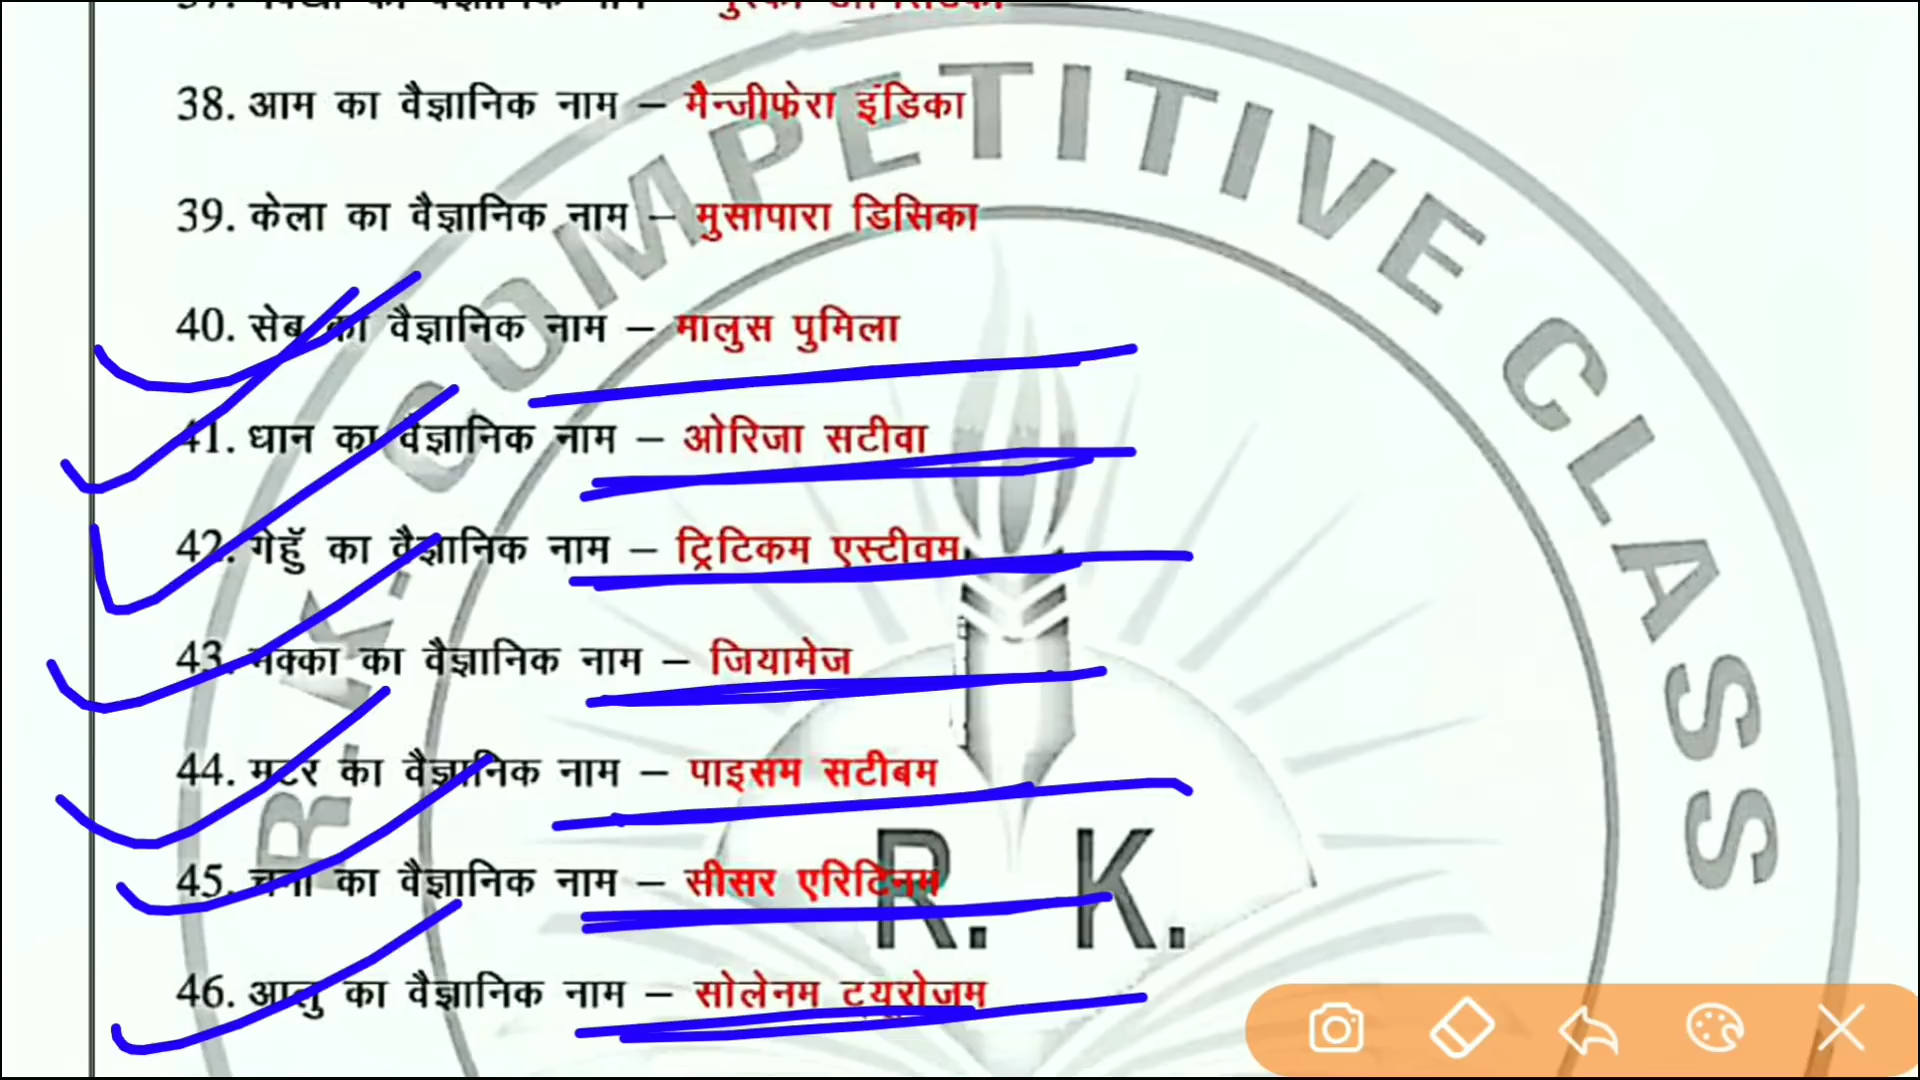 38. आम का वैज्ञानिक नाम – मैन्जीफेरा इंडिका
39. केला का वैज्ञानिक नाम – मुसापारा डिसिका
40. सेब का वैज्ञानिक नाम – मालुस पुमिला
41. धान का वैज्ञानिक नाम – ओरिजा सटीवा
42. गेहुँ का वैज्ञानिक नाम – ट्रिटिकम एस्टीवम
43. मक्का का वैज्ञानिक नाम – जियामेज
44. मटर का वैज्ञानिक नाम – पाइसम सटीबम
45. चना का वैज्ञानिक नाम – सीसर एरिटिनम
46. आलु का वैज्ञानिक नाम – सोलेनम टयुरोजम
R.K. COMPETITIVE CLASS
R. K.